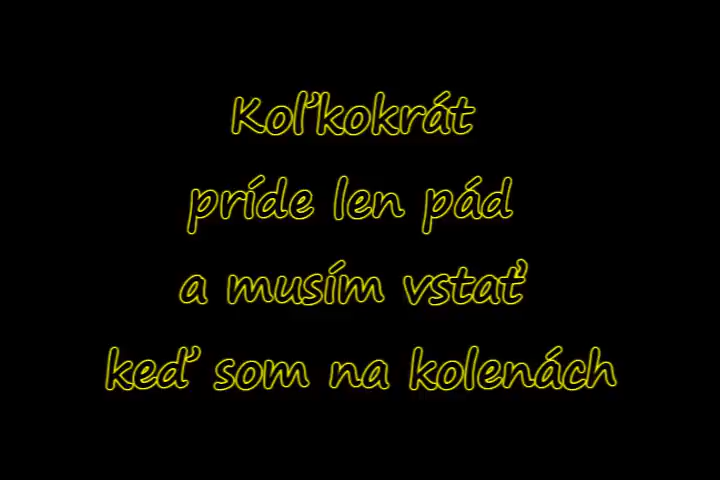 Koľkokrát
príde len pád
a musím vstať
keď som na kolenách